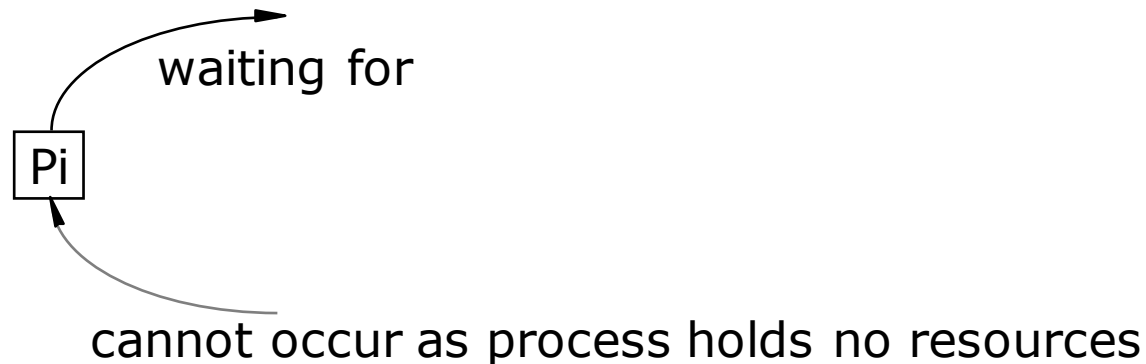 waiting for
Pi
cannot occur as process holds no resources